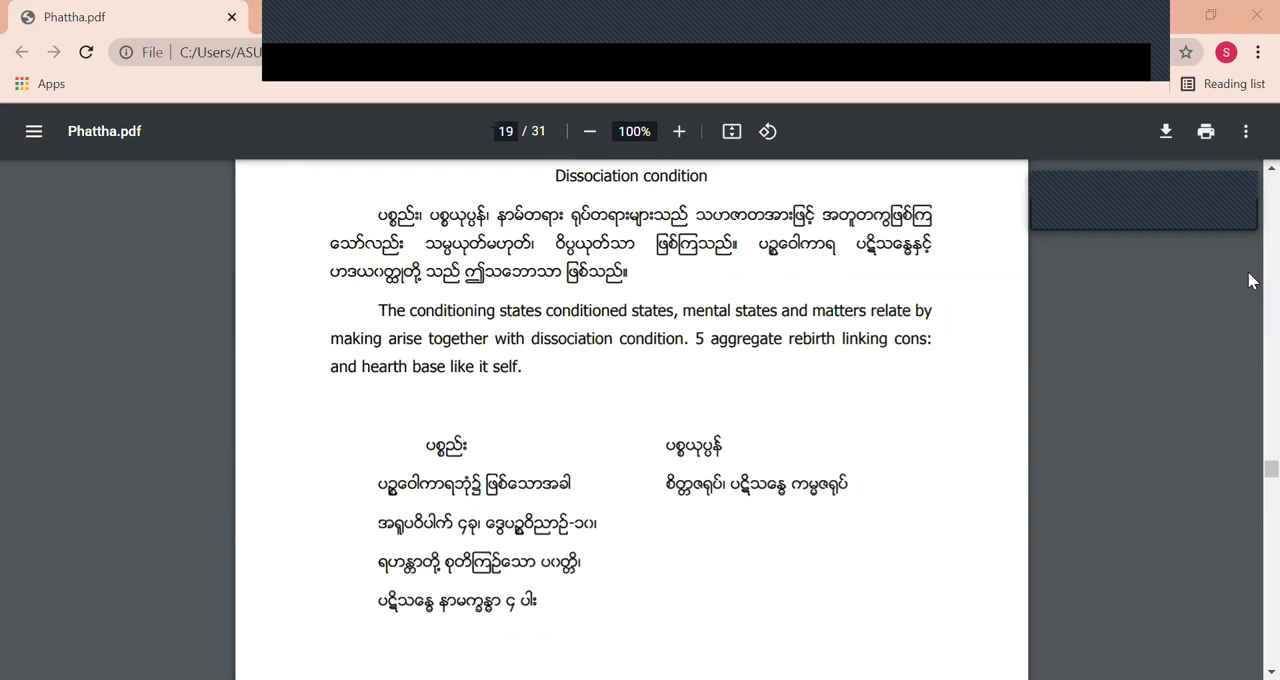 Phattha.pdf
File | C:/Users/ASU
S
Apps
Reading list
Phattha.pdf
19 / 31
100%
Dissociation condition
ပစ္စည်း၊ ပစ္စယုပ္ပန်၊ နာမ်တရား ရုပ်တရားများသည် သဟဇာတအားဖြင့် အတူတကွဖြစ်ကြ
သော်လည်း သမ္ပယုတ်မဟုတ်၊ ဝိပ္ပယုတ်သာ ဖြစ်ကြသည်။ ပဉ္စဝေါကာရ ပဋိသန္ဓေနှင့်
ဟဒယဝတ္ထုတို့ သည် ဤသဘောသာ ဖြစ်သည်။
The conditioning states conditioned states, mental states and matters relate by
making arise together with dissociation condition. 5 aggregate rebirth linking cons:
and hearth base like it self.
ပစ္စည်း ပစ္စယုပ္ပန်
ပဉ္စဝေါကာရဘုံ၌ ဖြစ်သောအခါ စိတ္တဇရုပ်၊ ပဋိသန္ဓေ ကမ္မဇရုပ်
အရူပဝိပါက် ၄ခု၊ ဒွေပဉ္စဝိညာဉ်-၁၀၊
ရဟန္တာတို့ စုတိကြဉ်သော ပဝတ္တိ၊
ပဋိသန္ဓေ နာမက္ခန္ဓာ ၄ ပါး